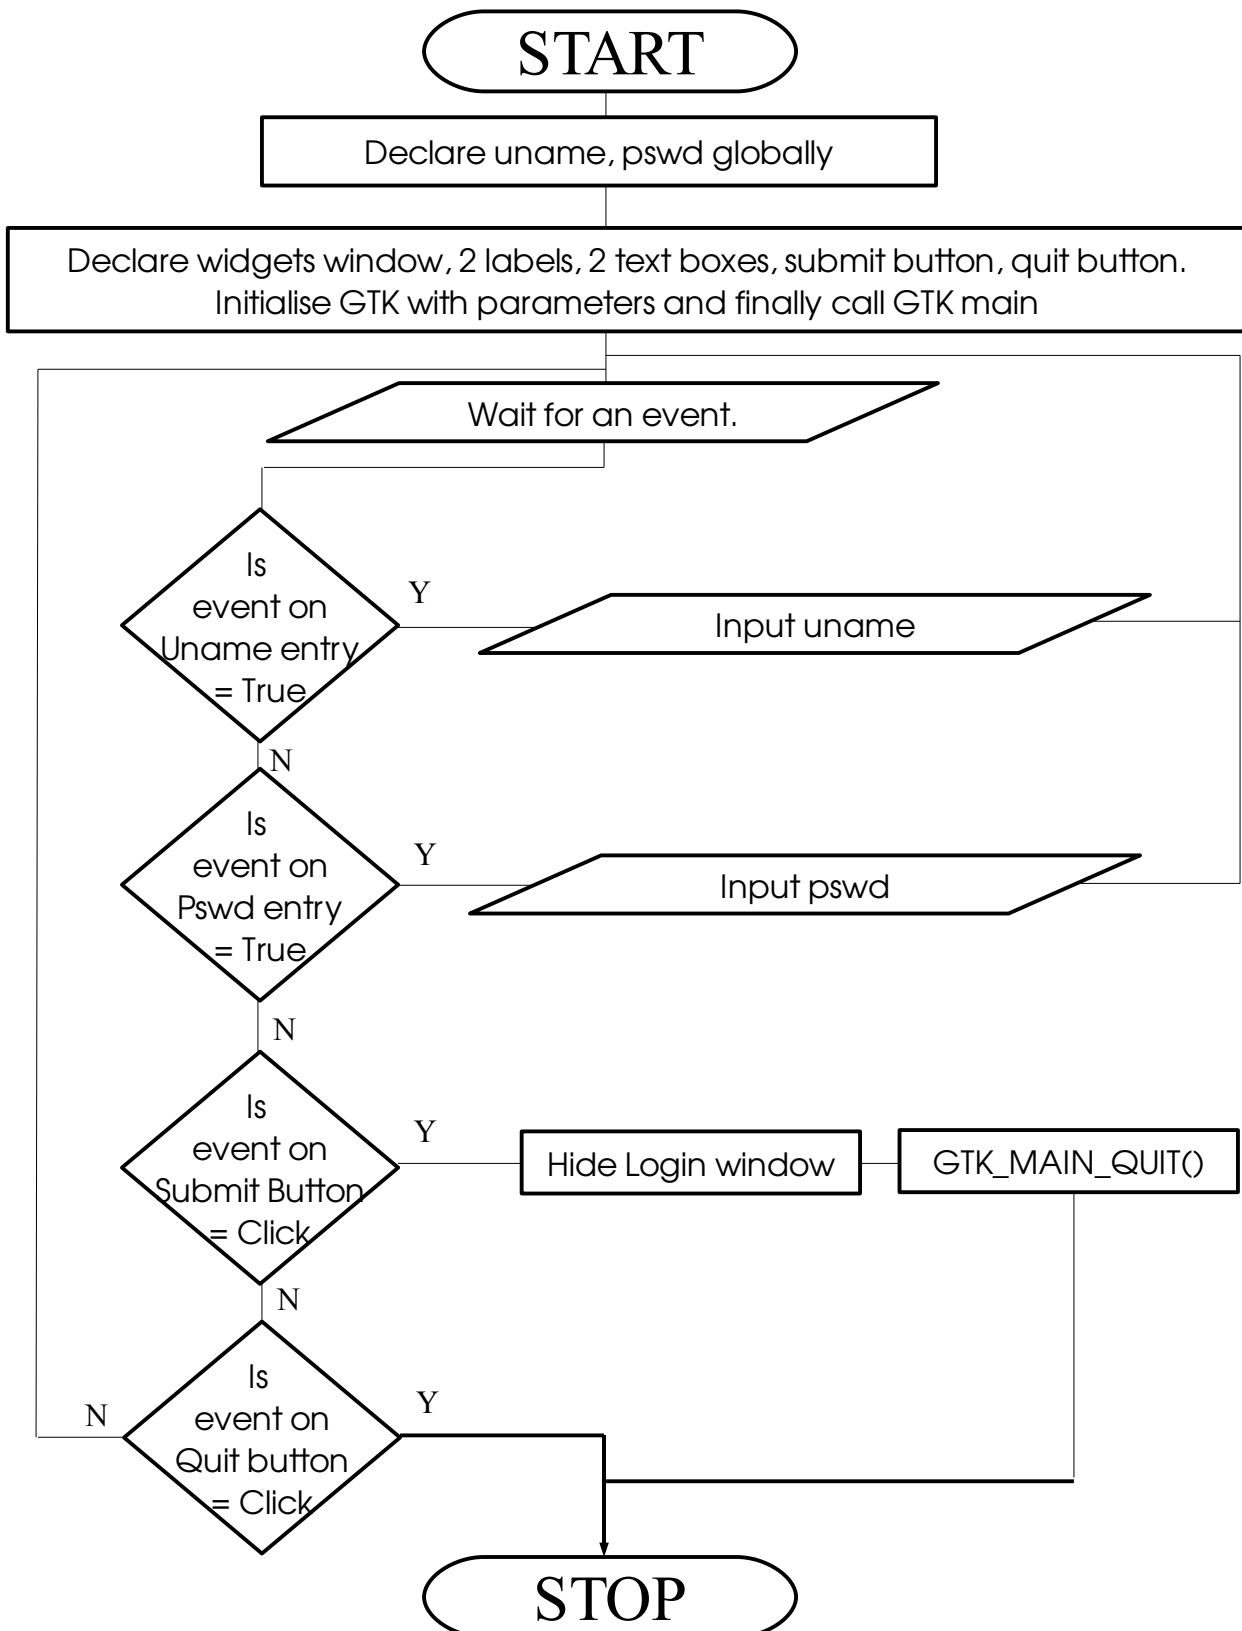 START
Declare uname, pswd globally
Declare widgets window, 2 labels, 2 text boxes, submit button, quit button.
Initialise GTK with parameters and finally call GTK main
Wait for an event.
Is
event on
Uname entry
= True
Y
Input uname
N
Is
event on
Pswd entry
= True
Y
Input pswd
N
Is
event on
Submit Button
= Click
Y
Hide Login window
GTK_MAIN_QUIT()
N
Is
event on
Quit button
= Click
N
Y
STOP